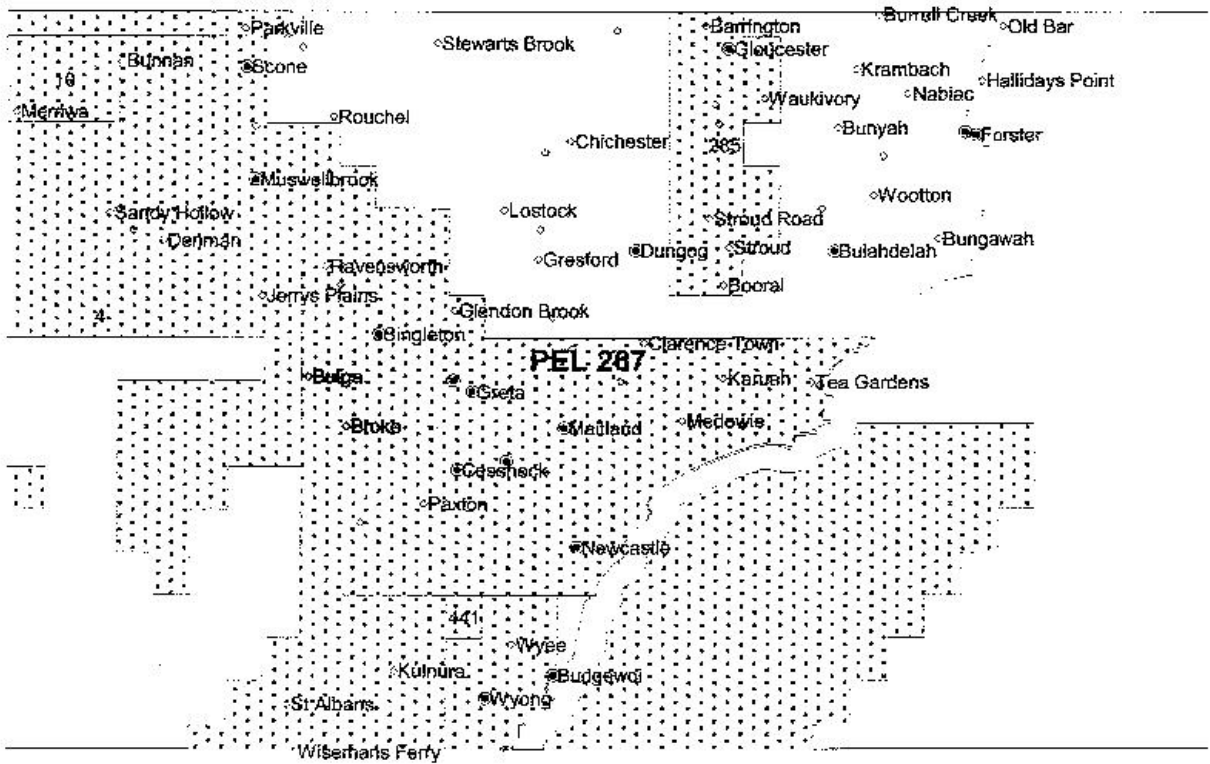 Parkville
Stewarts Brook
Barrington
Burrell Creek
Old Bar
Bunnan
Scone
Gloucester
Krambach
Hallidays Point
Merriwa
Rouchel
Waukivory
Nabiac
Chichester
285
Bunyah
Forster
Muswellbrook
Sandy Hollow
Lostock
Stroud Road
Wootton
Denman
Gresford
Dungog
Stroud
Bulahdelah
Bungawah
Ravensworth
Jerrys Plains
Booral
4
Glendon Brook
Singleton
PEL 267
Clarence Town
Bulga
Greta
Karuah
Tea Gardens
Broke
Maitland
Medowie
Cessnock
Paxton
Newcastle
441
Wyee
Kulnura
Budgewoi
St Albans
Wyong
Wisemans Ferry